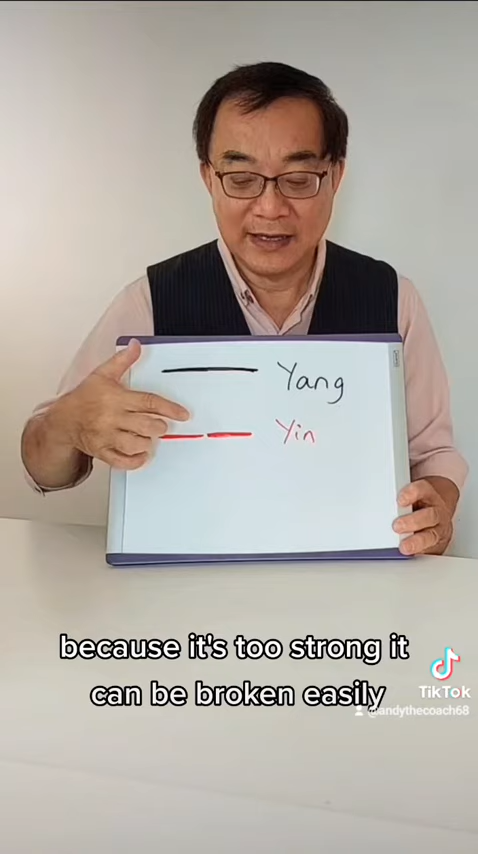 Yang
Yin
because it's too strong it
can be broken easily
TikTok
@andythecoach68